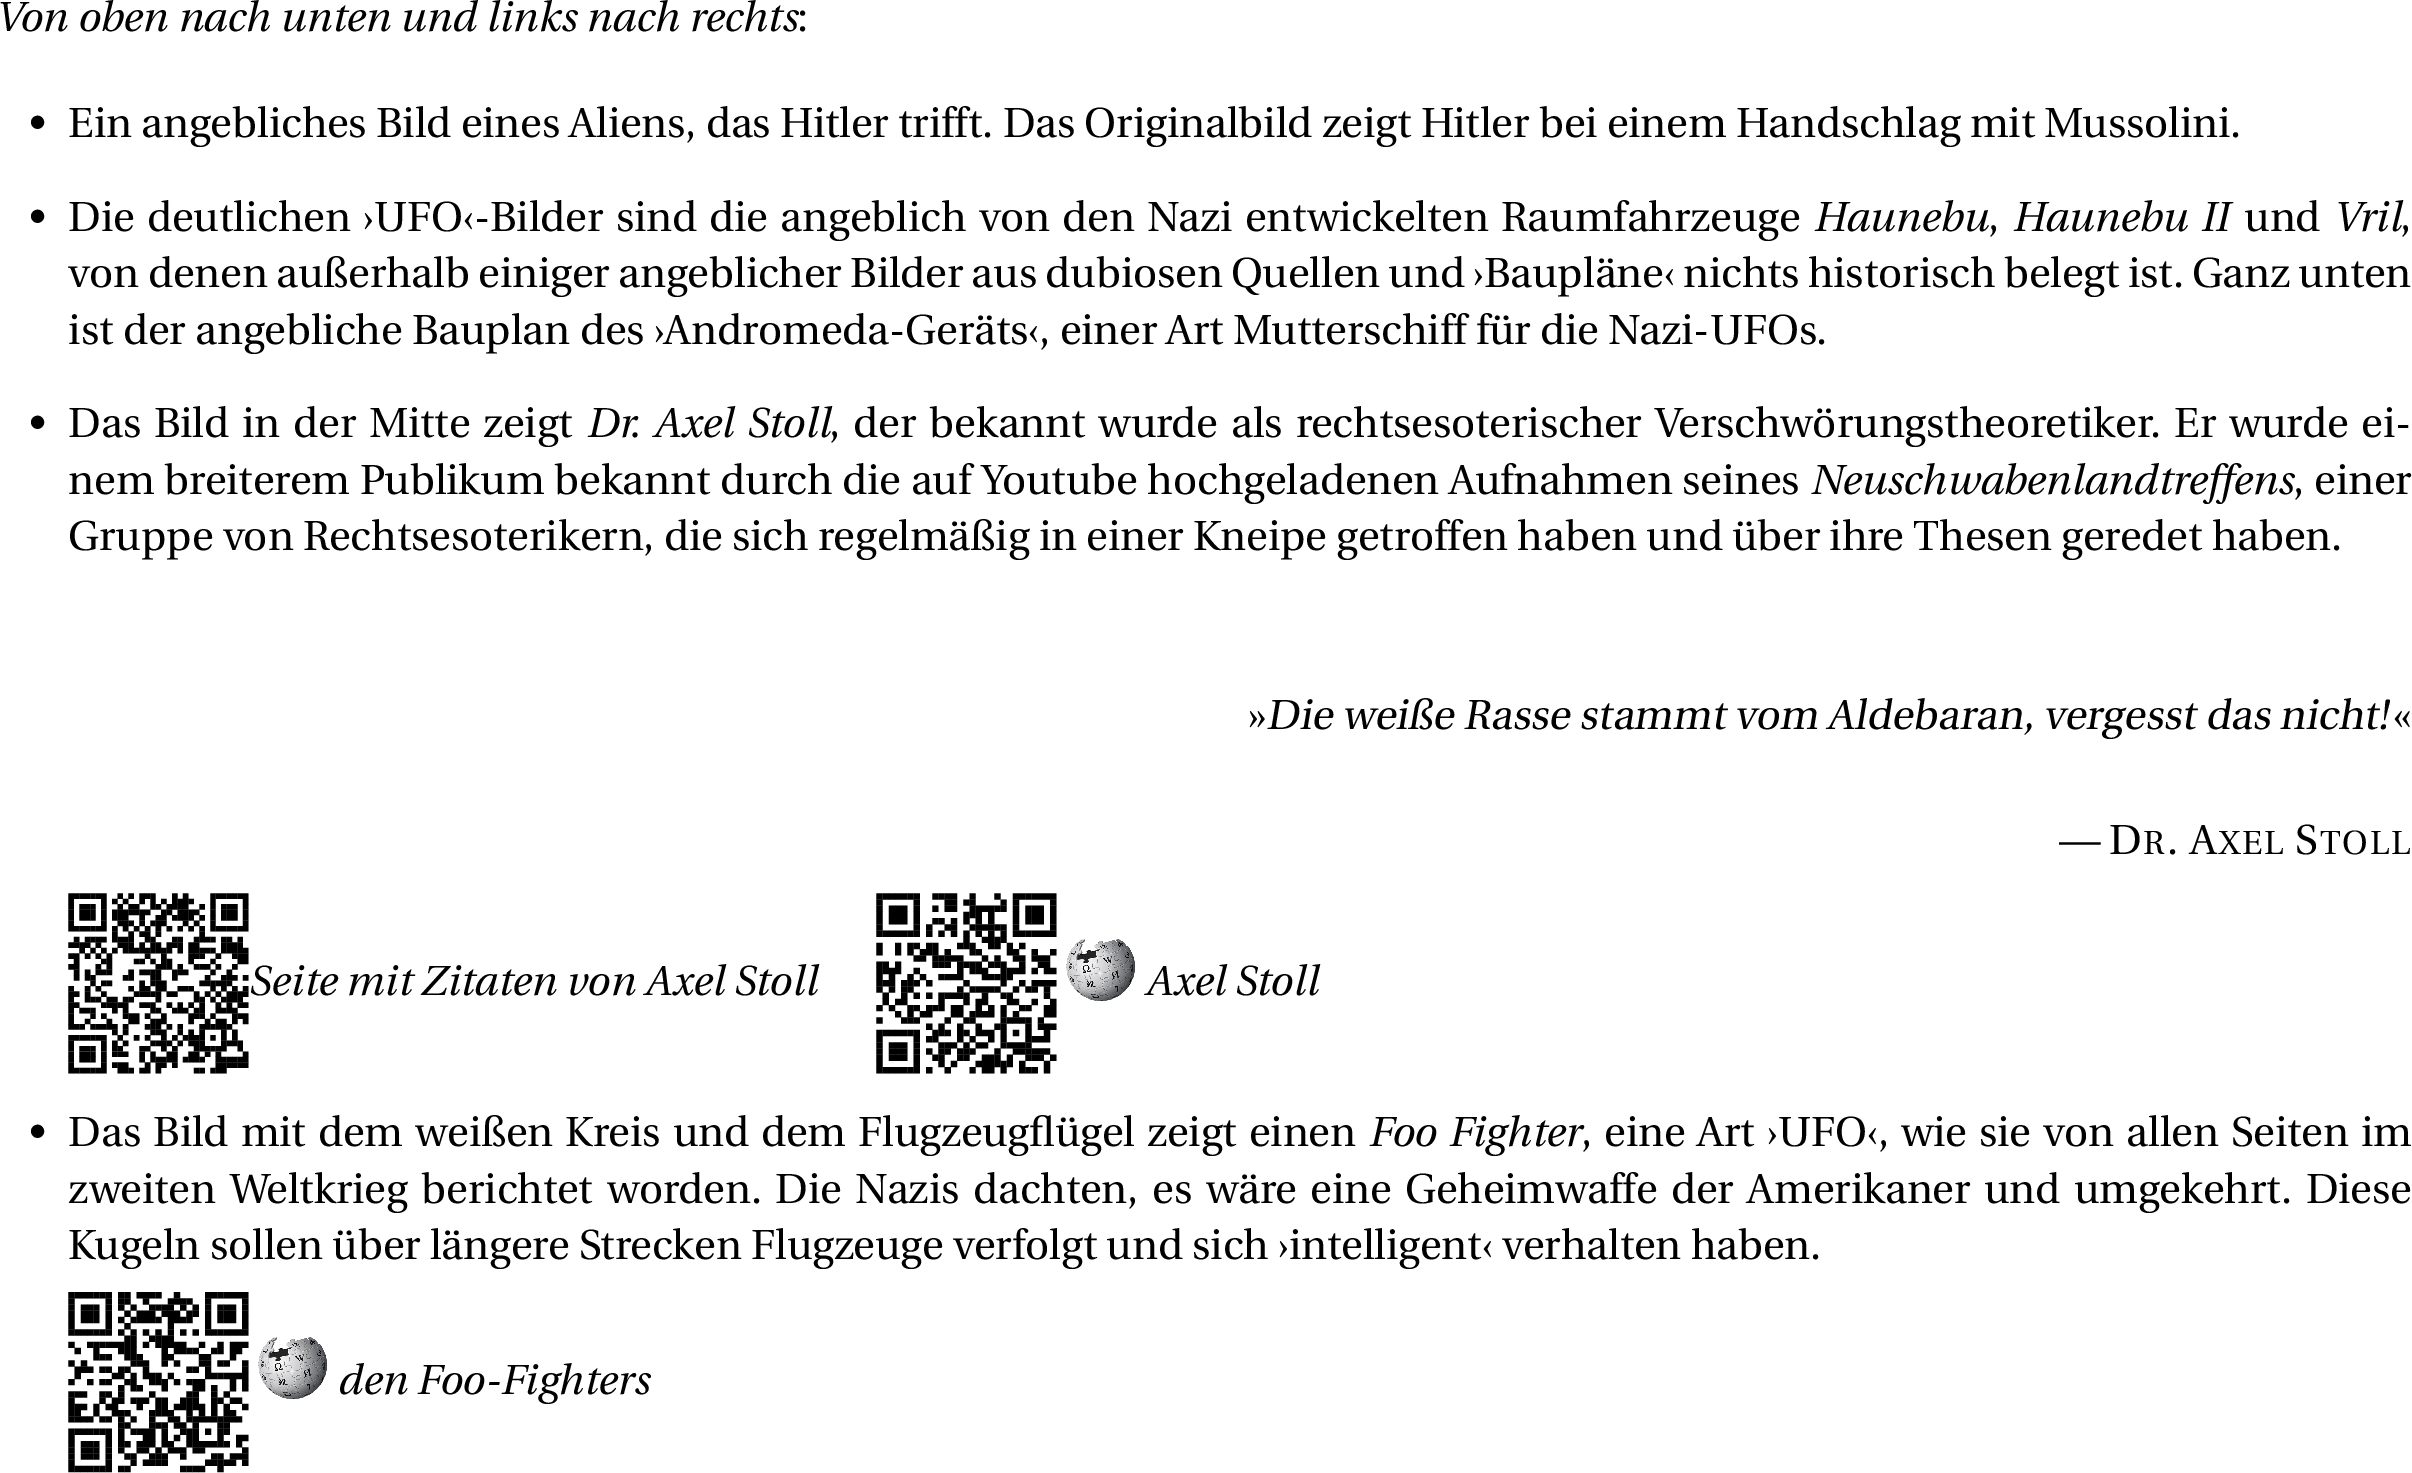 Von oben nach unten und links nach rechts:
• Ein angebliches Bild eines Aliens, das Hitler trifft. Das Originalbild zeigt Hitler bei einem Handschlag mit Mussolini.
• Die deutlichen ›UFO‹-Bilder sind die angeblich von den Nazi entwickelten Raumfahrzeuge Haunebu, Haunebu II und Vril,
von denen außerhalb einiger angeblicher Bilder aus dubiosen Quellen und ›Baupläne‹ nichts historisch belegt ist. Ganz unten
ist der angebliche Bauplan des ›Andromeda-Geräts‹, einer Art Mutterschiff für die Nazi-UFOs.
• Das Bild in der Mitte zeigt Dr. Axel Stoll, der bekannt wurde als rechtsesoterischer Verschwörungstheoretiker. Er wurde ei-
nem breiterem Publikum bekannt durch die auf Youtube hochgeladenen Aufnahmen seines Neuschwabenlandtreffens, einer
Gruppe von Rechtsesoterikern, die sich regelmäßig in einer Kneipe getroffen haben und über ihre Thesen geredet haben.
»Die weiße Rasse stammt vom Aldebaran, vergesst das nicht!«
— DR. AXEL STOLL
Seite mit Zitaten von Axel Stoll
Axel Stoll
• Das Bild mit dem weißen Kreis und dem Flugzeugflügel zeigt einen Foo Fighter, eine Art ›UFO‹, wie sie von allen Seiten im
zweiten Weltkrieg berichtet worden. Die Nazis dachten, es wäre eine Geheimwaffe der Amerikaner und umgekehrt. Diese
Kugeln sollen über längere Strecken Flugzeuge verfolgt und sich ›intelligent‹ verhalten haben.
den Foo-Fighters